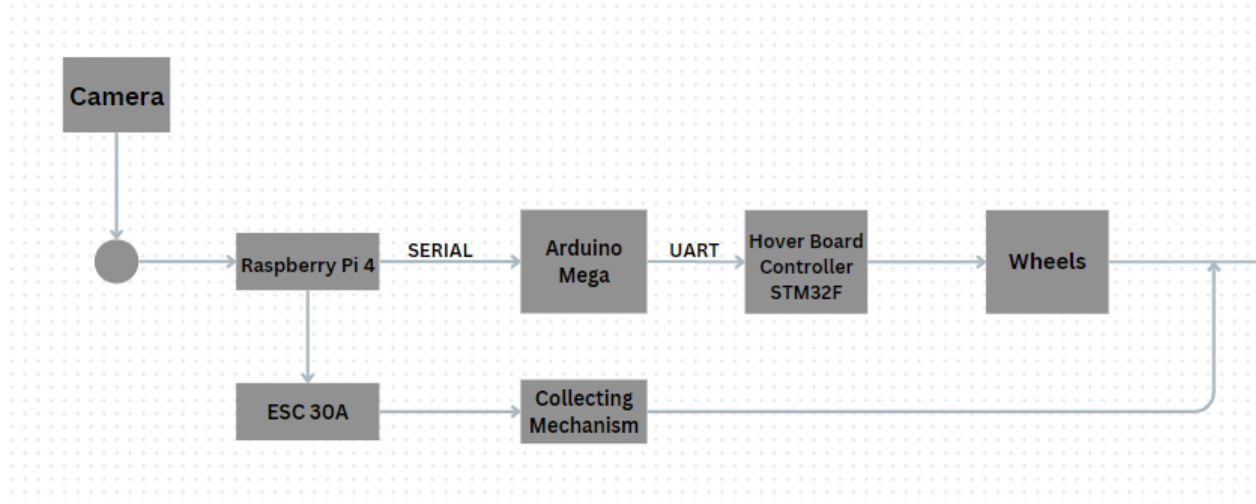 Camera
Raspberry Pi 4
SERIAL
Arduino
Mega
UART
Hover Board
Controller
STM32F
Wheels
ESC 30A
Collecting
Mechanism